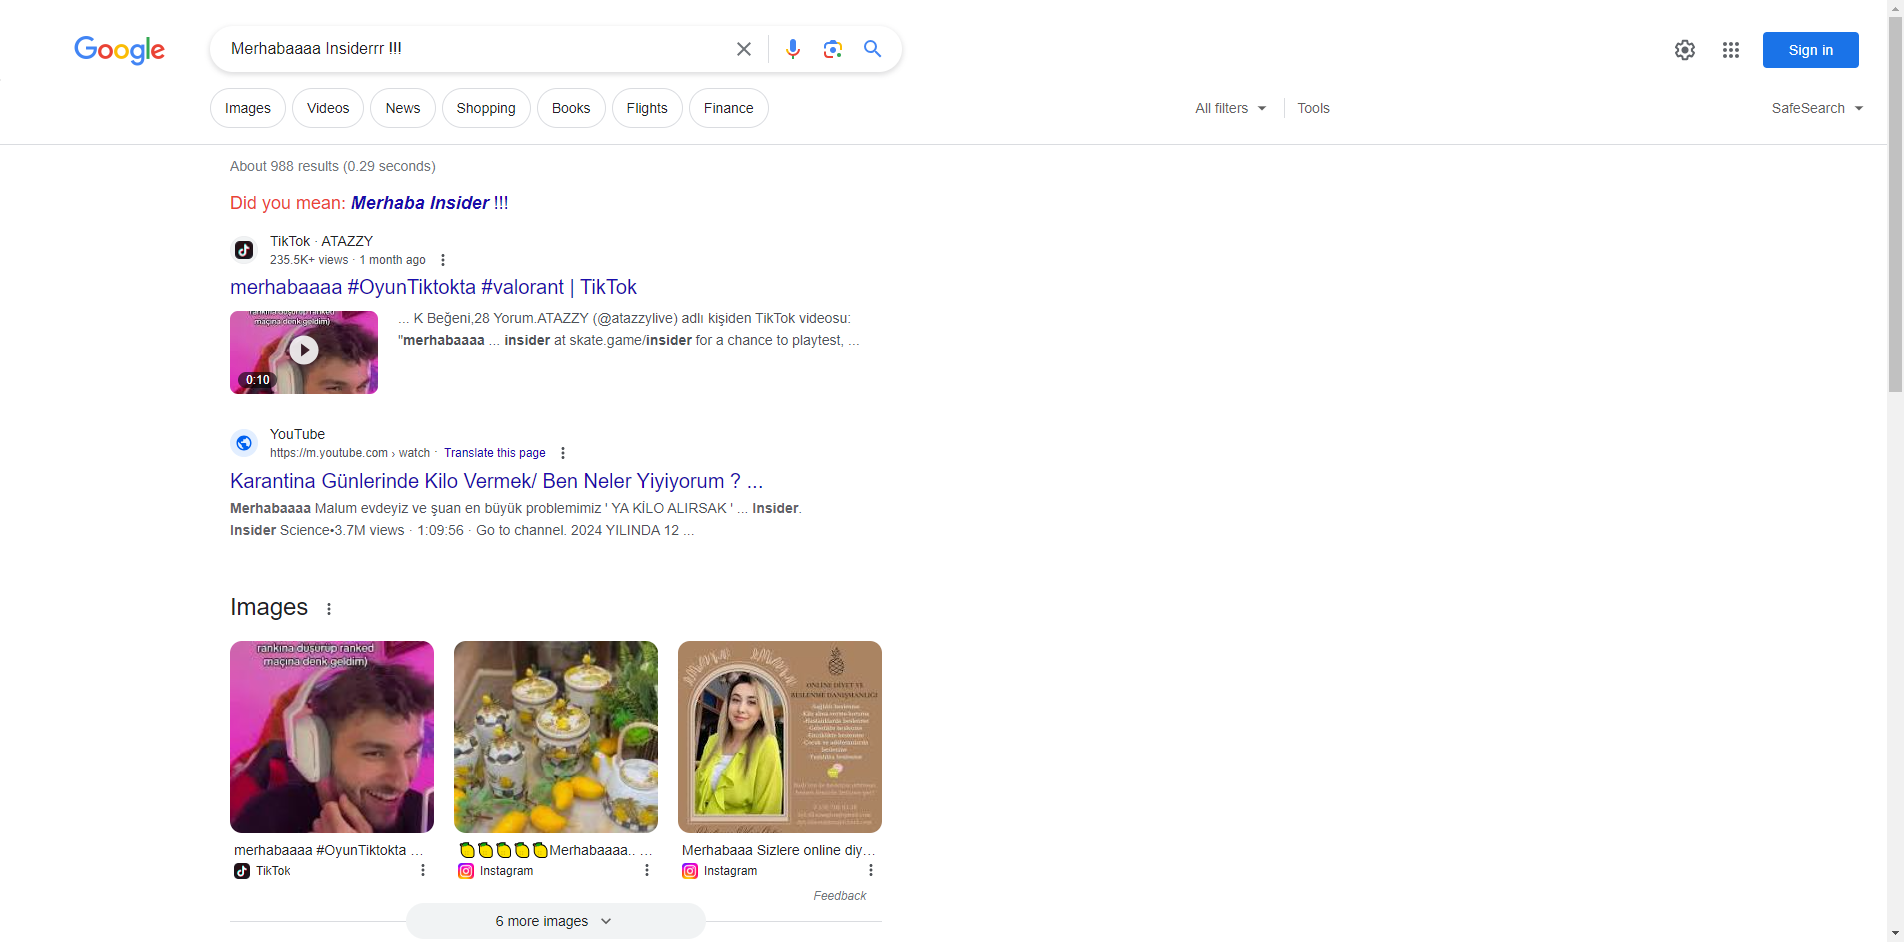 Google
Merhabaaaa Insiderrr !!!
Sign in
Images
Videos
News
Shopping
Books
Flights
Finance
All filters
Tools
SafeSearch
About 988 results (0.29 seconds)
Did you mean: Merhaba Insider !!!
TikTok · ATAZZY
235.5K+ views · 1 month ago
merhabaaaa #OyunTiktokta #valorant | TikTok
maçına denk geldim)
0:10
... K Beğeni,28 Yorum.ATAZZY (@atazzylive) adlı kişiden TikTok videosu:
"merhabaaaa ... insider at skate.game/insider for a chance to playtest, ...
YouTube
https://m.youtube.com › watch · Translate this page
Karantina Günlerinde Kilo Vermek/ Ben Neler Yiyiyorum ? ...
Merhabaaaa Malum evdeyiz ve şuan en büyük problemimiz ' YA KİLO ALIRSAK ' ... Insider.
Insider Science•3.7M views · 1:09:56 · Go to channel. 2024 YILINDA 12 ...
Images
rankına düşürüp ranked
maçına denk geldim)
ONLINE DİYET VE
BESLENME DANIŞMANLIĞI
merhabaaaa #OyunTiktokta ...
TikTok
🍋🍋🍋🍋🍋Merhabaaaa.. ...
Instagram
Merhabaaa Sizlere online diy...
Instagram
Feedback
6 more images